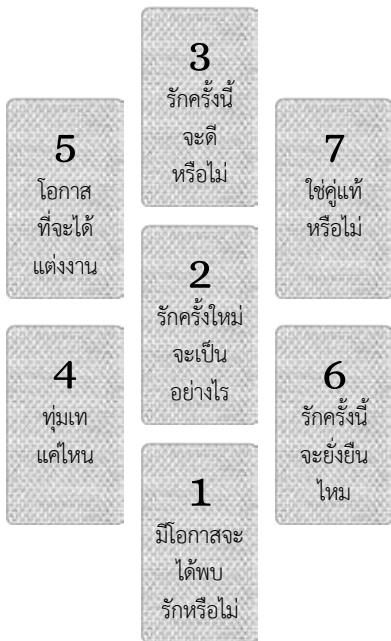 3
รักครั้งนี้
จะดี
หรือไม่
5
โอกาส
ที่จะได้
แต่งงาน
7
ใช่คู่แท้
หรือไม่
2
รักครั้งใหม่
จะเป็น
อย่างไร
4
ทุ่มเท
แค่ไหน
6
รักครั้งนี้
จะยั่งยืน
ไหม
1
มีโอกาสจะ
ได้พบ
รักหรือไม่